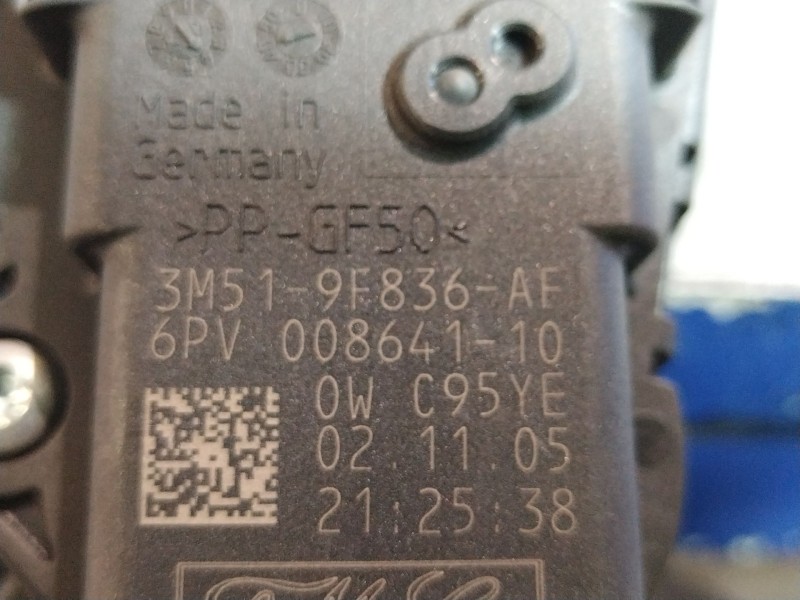 Made in
Germany
>PP-GF50<
3M51-9F836-AF
6PV 008641-10
0W C95YE
02.11.05
21:25:38